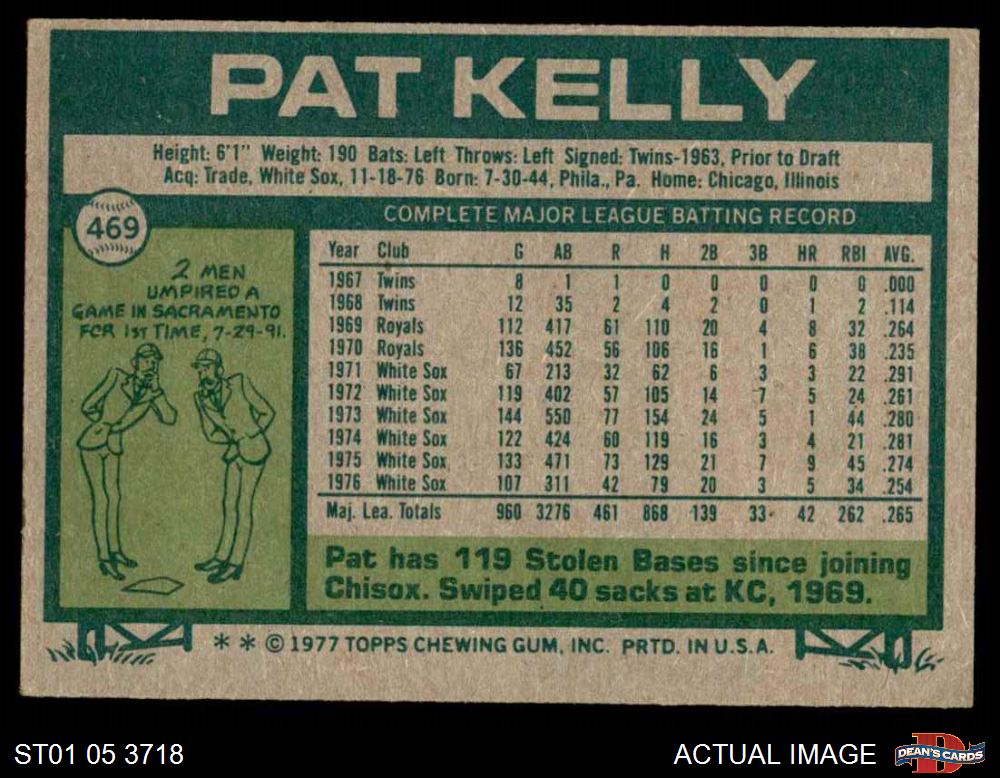 PAT KELLY
Height: 6'1" Weight: 190 Bats: Left Throws: Left Signed: Twins-1963, Prior to Draft
Acq: Trade, White Sox, 11-18-76 Born: 7-30-44, Phila., Pa. Home: Chicago, Illinois
469
2 MEN
UMPIRED A
GAME IN SACRAMENTO
FOR 1ST TIME, 7-29-91.
COMPLETE MAJOR LEAGUE BATTING RECORD
Year Club G AB R H 2B 3B HR RBI AVG.
1967 Twins 8 1 1 0 0 0 0 0 .000
1968 Twins 12 35 2 4 2 0 1 2 .114
1969 Royals 112 417 61 110 20 4 8 32 .264
1970 Royals 136 452 56 106 16 1 6 38 .235
1971 White Sox 67 213 32 62 6 3 3 22 .291
1972 White Sox 119 402 57 105 14 7 5 24 .261
1973 White Sox 144 550 77 154 24 5 1 44 .280
1974 White Sox 122 424 60 119 16 3 4 21 .281
1975 White Sox 133 471 73 129 21 7 9 45 .274
1976 White Sox 107 311 42 79 20 3 5 34 .254
Maj. Lea. Totals 960 3276 461 868 139 33 42 262 .265
Pat has 119 Stolen Bases since joining
Chisox. Swiped 40 sacks at KC, 1969.
** © 1977 TOPPS CHEWING GUM, INC. PRTD. IN U.S.A.
ST01 05 3718
ACTUAL IMAGE
DEAN'S CARDS